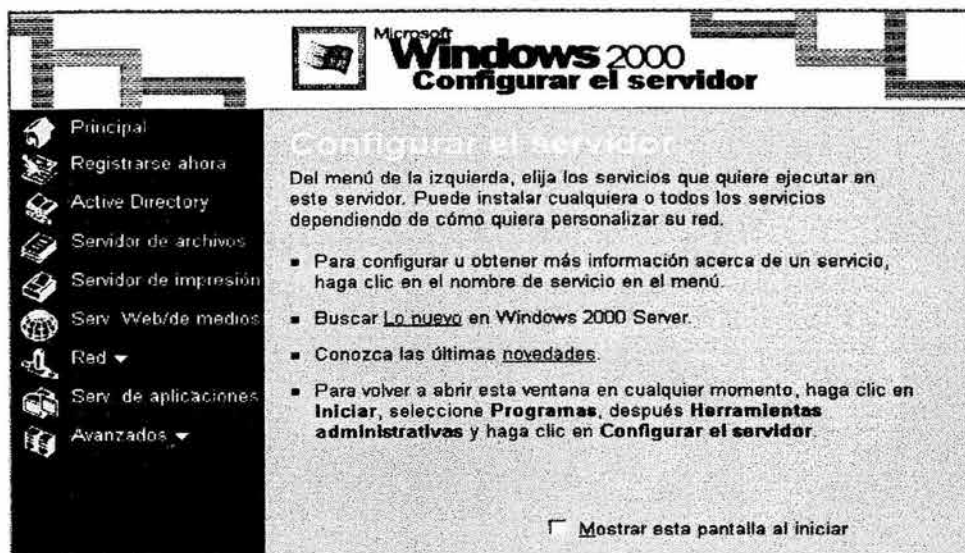 Microsoft
Windows 2000
Configurar el servidor
Principal
Registrarse ahora
Active Directory
Servidor de archivos
Servidor de impresión
Serv. Web/de medios
Red
Serv. de aplicaciones
Avanzados
Configurar el servidor
Del menú de la izquierda, elija los servicios que quiere ejecutar en
este servidor. Puede instalar cualquiera o todos los servicios
dependiendo de cómo quiera personalizar su red.
Para configurar u obtener más información acerca de un servicio,
haga clic en el nombre de servicio en el menú.
Buscar Lo nuevo en Windows 2000 Server.
Conozca las últimas novedades.
Para volver a abrir esta ventana en cualquier momento, haga clic en
Iniciar, seleccione Programas, después Herramientas
administrativas y haga clic en Configurar el servidor.
Mostrar esta pantalla al iniciar